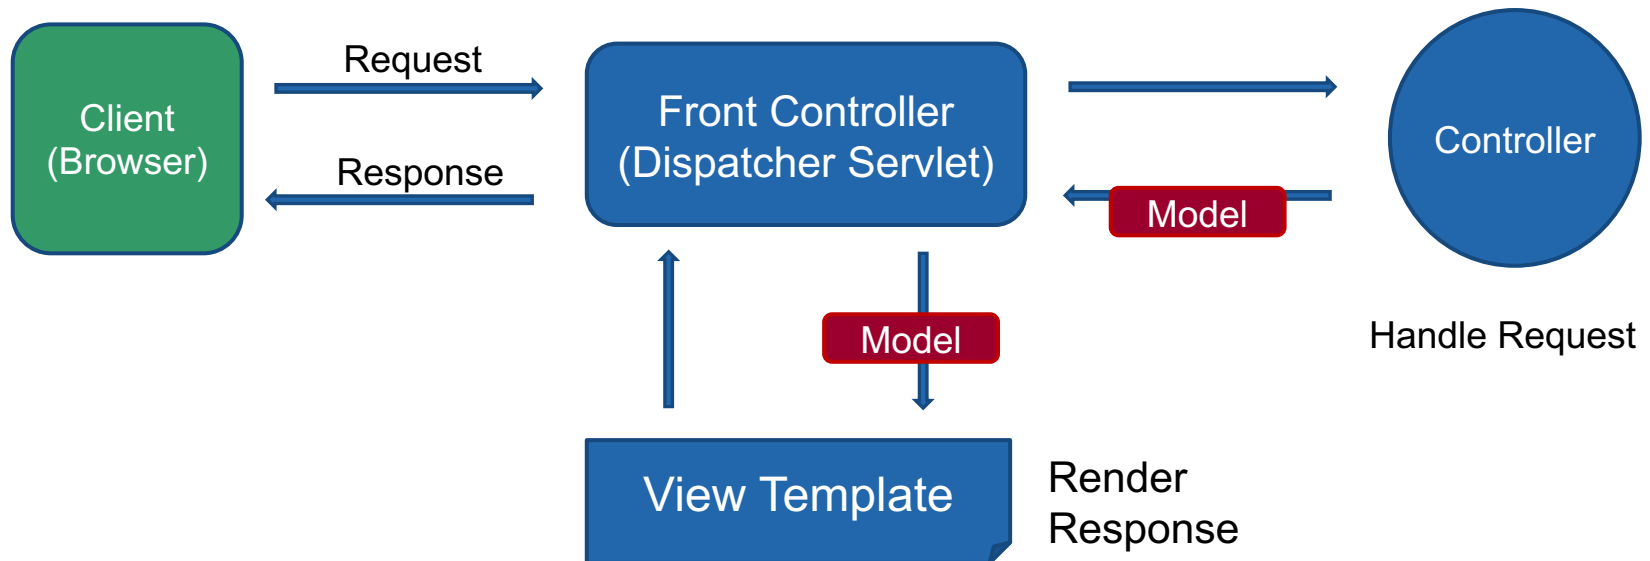 Client
(Browser)
Request
Response
Front Controller
(Dispatcher Servlet)
Model
Controller
Handle Request
Model
View Template
Render
Response